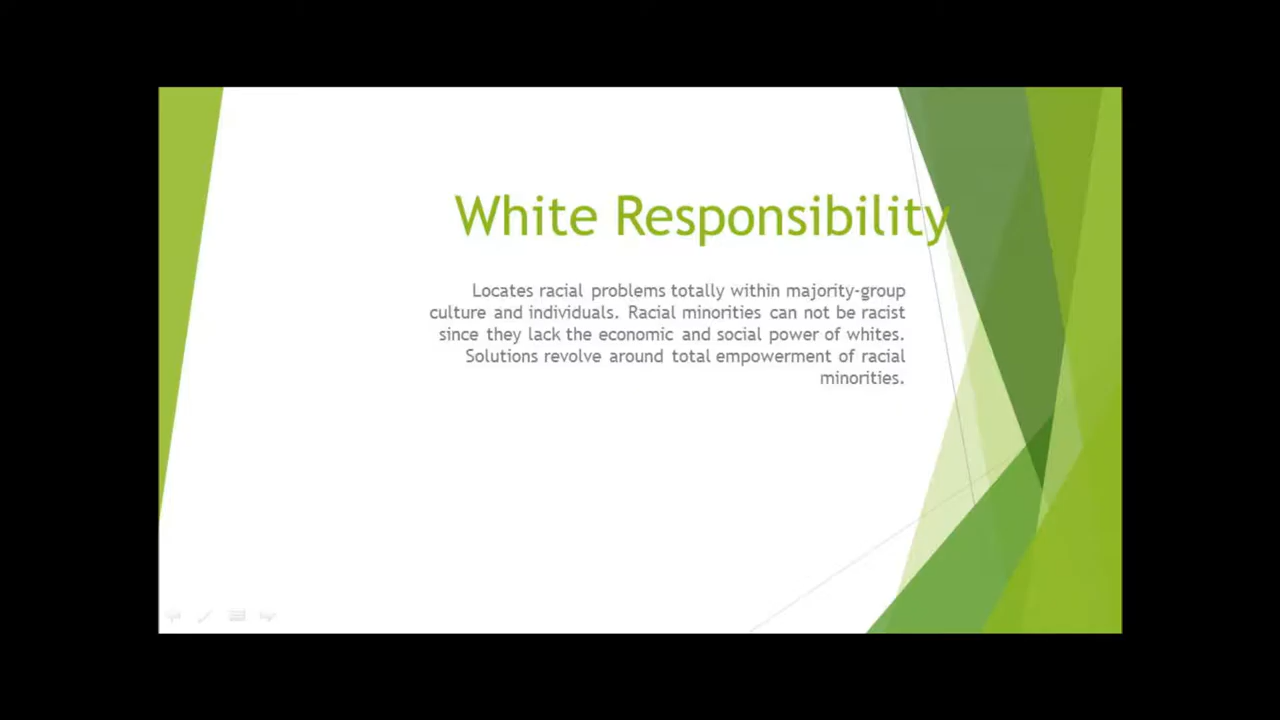 White Responsibility
Locates racial problems totally within majority-group
culture and individuals. Racial minorities can not be racist
since they lack the economic and social power of whites.
Solutions revolve around total empowerment of racial
minorities.